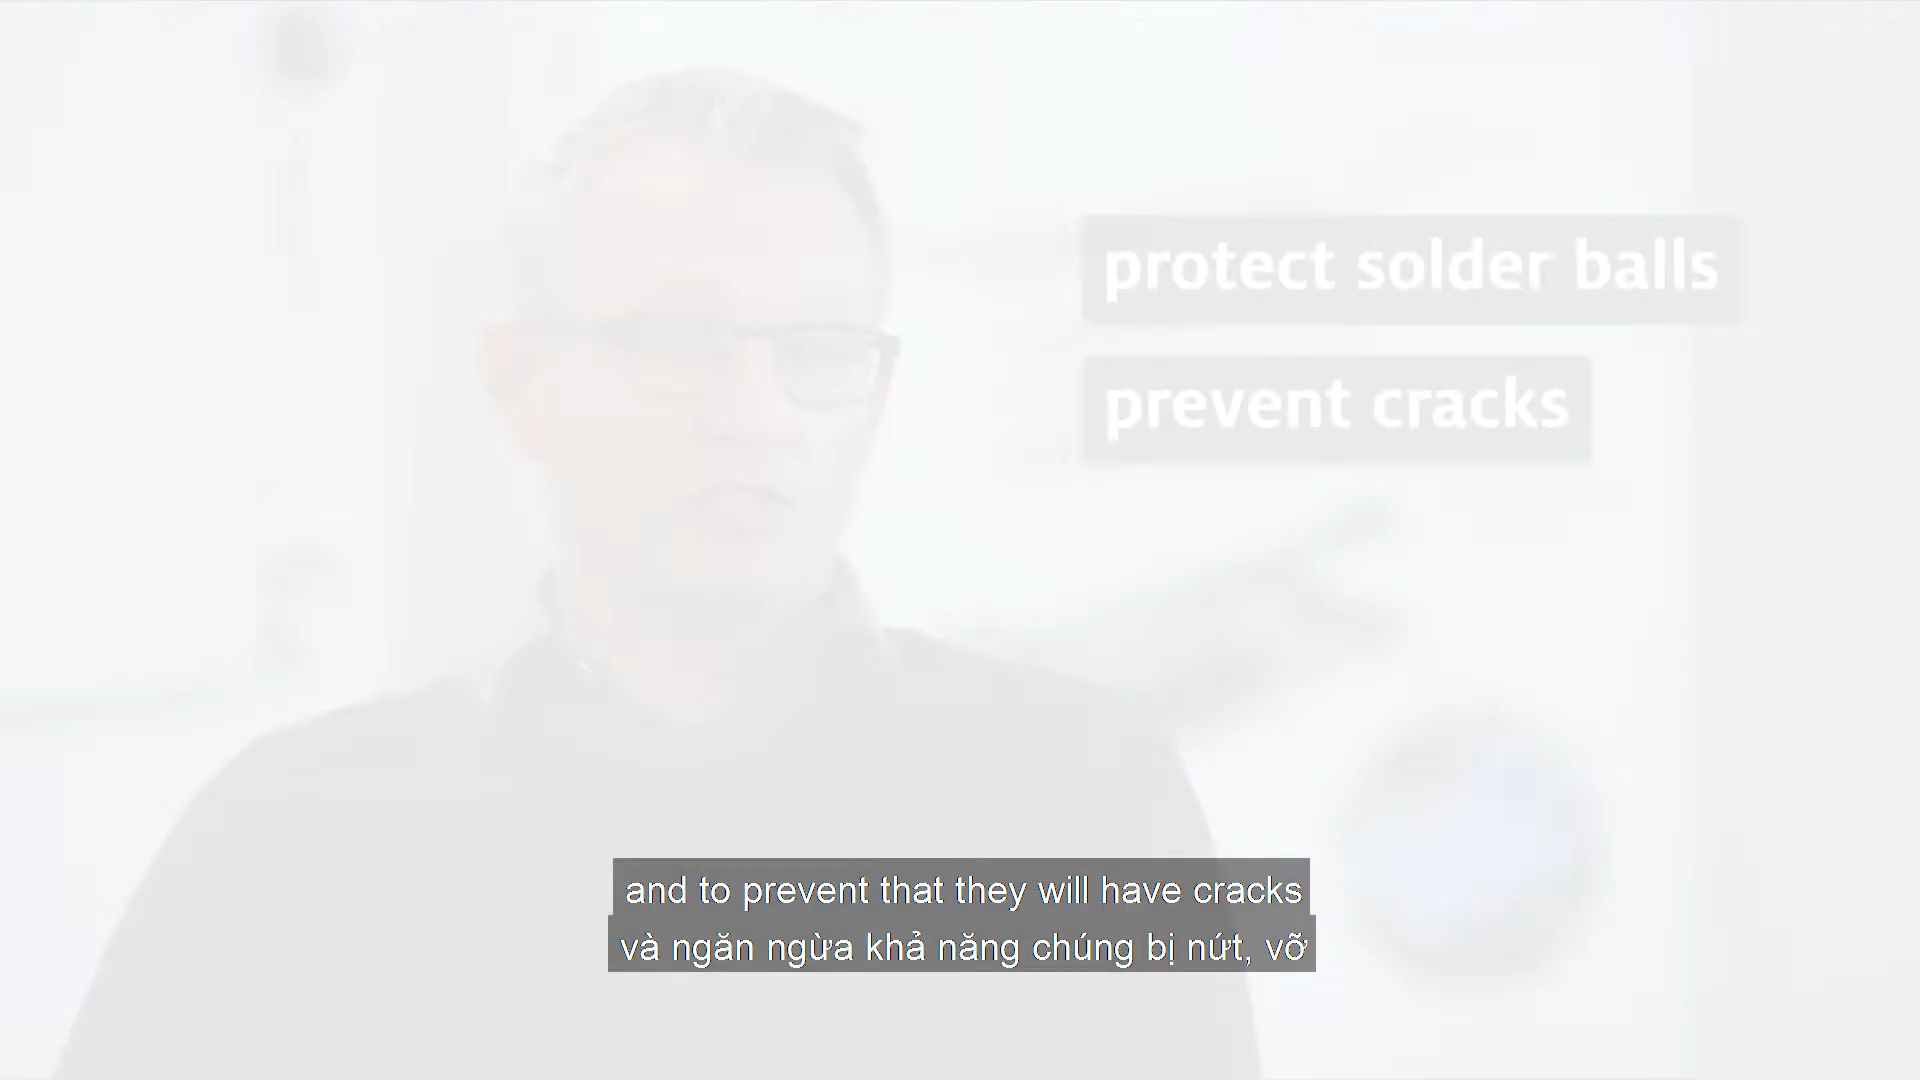 protect solder balls
prevent cracks
and to prevent that they will have cracks
và ngăn ngừa khả năng chúng bị nứt, vỡ